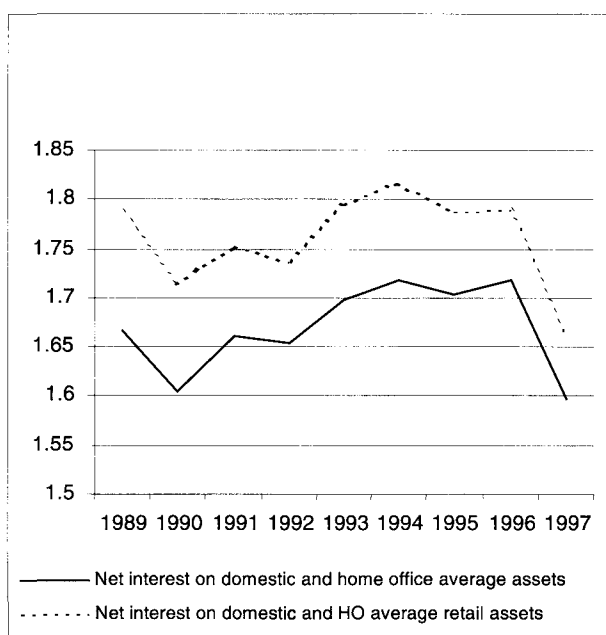 1.85
1.8
1.75
1.7
1.65
1.6
1.55
1.5
1989 1990 1991 1992 1993 1994 1995 1996 1997
Net interest on domestic and home office average assets
Net interest on domestic and HO average retail assets